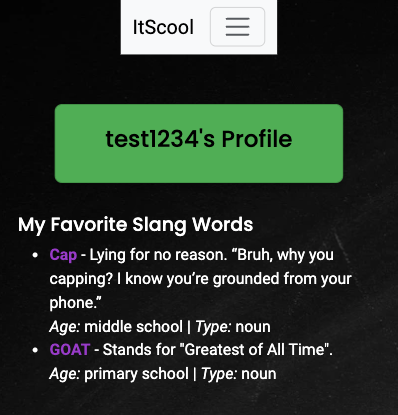 ItScool
test1234's Profile
My Favorite Slang Words
• Cap - Lying for no reason. “Bruh, why you
capping? I know you’re grounded from your
phone.”
Age: middle school | Type: noun
• GOAT - Stands for "Greatest of All Time".
Age: primary school | Type: noun